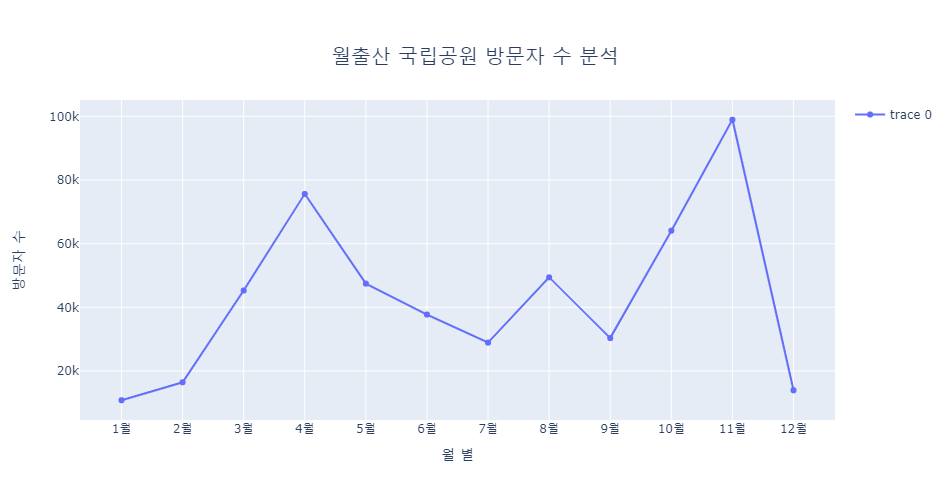 월출산 국립공원 방문자 수 분석
100k
80k
60k
40k
20k
방문자 수
1월 2월 3월 4월 5월 6월 7월 8월 9월 10월 11월 12월
월 별
trace 0